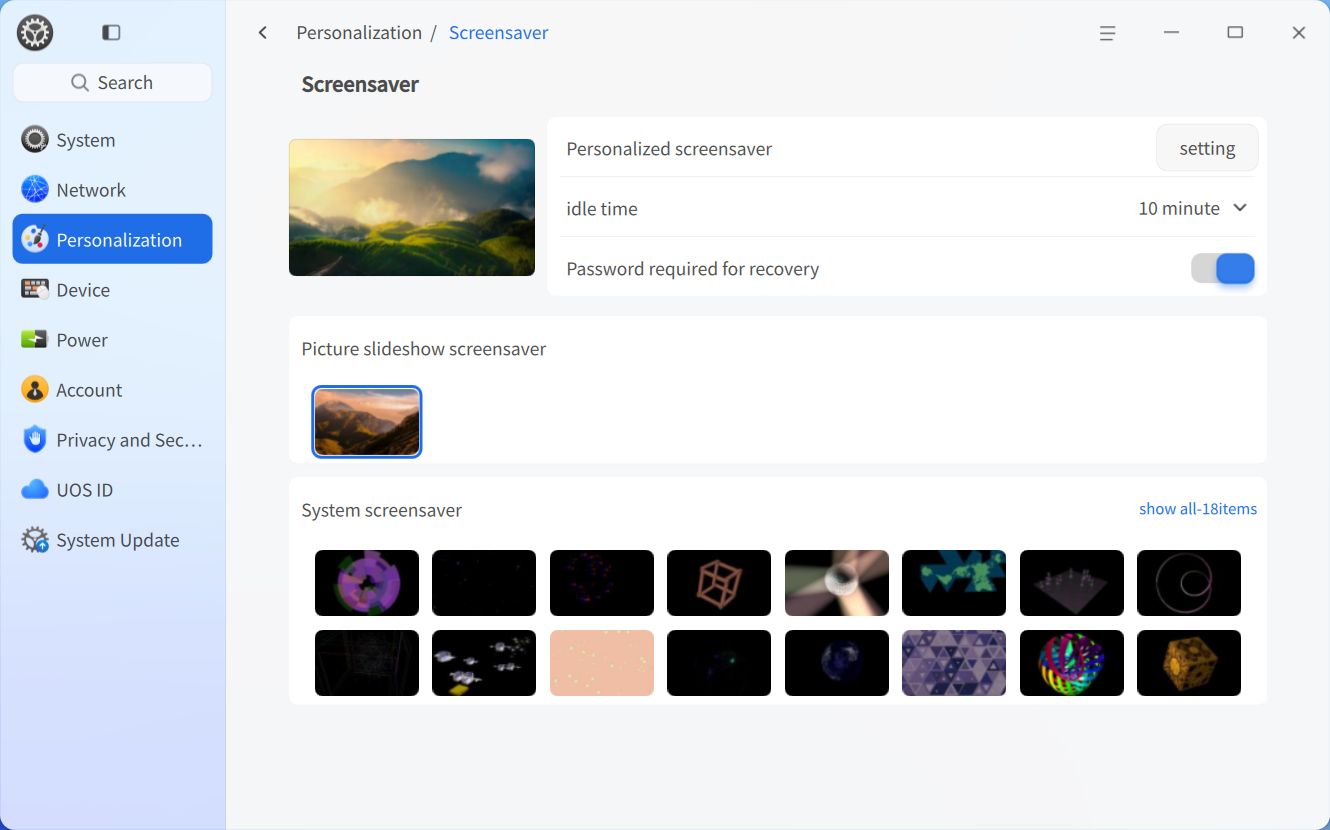 Personalization / Screensaver
Search
System
Network
Personalization
Device
Power
Account
Privacy and Sec...
UOS ID
System Update
Screensaver
Personalized screensaver
setting
idle time
10 minute
Password required for recovery
Picture slideshow screensaver
System screensaver
show all-18items